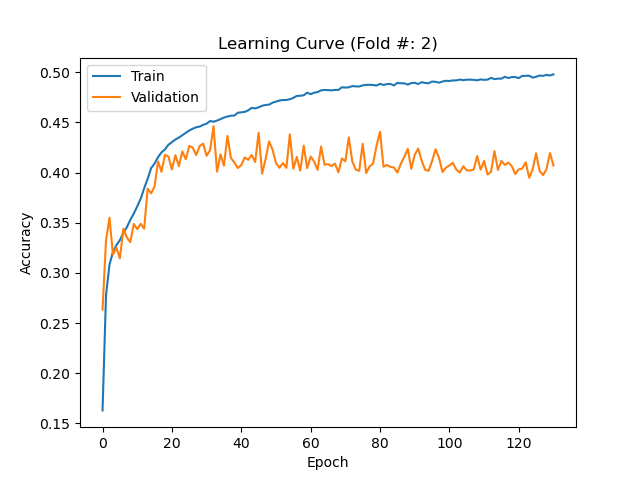 Learning Curve (Fold #: 2)
Train
Validation
Accuracy
0.50
0.45
0.40
0.35
0.30
0.25
0.20
0.15
0 20 40 60 80 100 120
Epoch